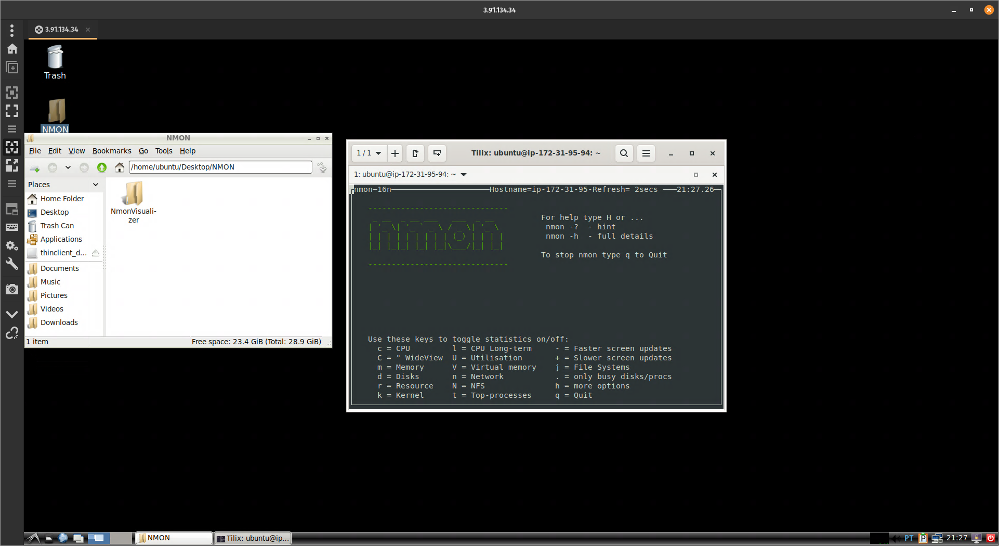 3.91.134.34
3.91.134.34
Trash
NMON
NMON
File Edit View Bookmarks Go Tools Help
/home/ubuntu/Desktop/NMON
Places
Home Folder
Desktop
Trash Can
Applications
thinclient_d...
Documents
Music
Pictures
Videos
Downloads
NmonVisuali-
zer
1 item
Free space: 23.4 GiB (Total: 28.9 GiB)
1 / 1
Tilix: ubuntu@ip-172-31-95-94: ~
1: ubuntu@ip-172-31-95-94: ~
nmon─16n Hostname=ip-172-31-95-Refresh= 2secs 21:27.26
nmon
For help type H or ...
nmon -? - hint
nmon -h - full details
To stop nmon type q to Quit
Use these keys to toggle statistics on/off:
c = CPU l = CPU Long-term - = Faster screen updates
C = " WideView U = Utilisation + = Slower screen updates
m = Memory V = Virtual memory j = File Systems
d = Disks n = Network . = only busy disks/procs
r = Resource N = NFS h = more options
k = Kernel t = Top-processes q = Quit
NMON
Tilix: ubuntu@ip...
PT
P
21:27